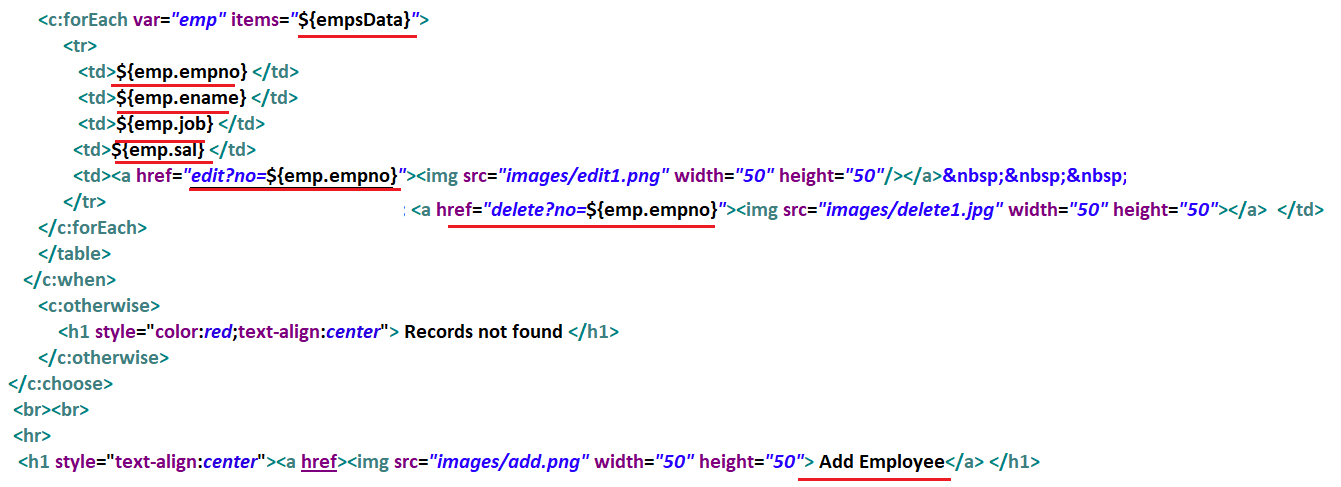 <c:forEach var="emp" items="${empsData}">
<tr>
<td>${emp.empno} </td>
<td>${emp.ename} </td>
<td>${emp.job} </td>
<td>${emp.sal} </td>
<td><a href="edit?no=${emp.empno}"><img src="images/edit1.png" width="50" height="50"/></a>&nbsp;&nbsp;&nbsp;
</tr>
; <a href="delete?no=${emp.empno}"><img src="images/delete1.jpg" width="50" height="50"></a> </td>
</c:forEach>
</table>
</c:when>
<c:otherwise>
<h1 style="color:red;text-align:center"> Records not found </h1>
</c:otherwise>
</c:choose>
<br><br>
<hr>
<h1 style="text-align:center"><a href><img src="images/add.png" width="50" height="50"> Add Employee</a> </h1>